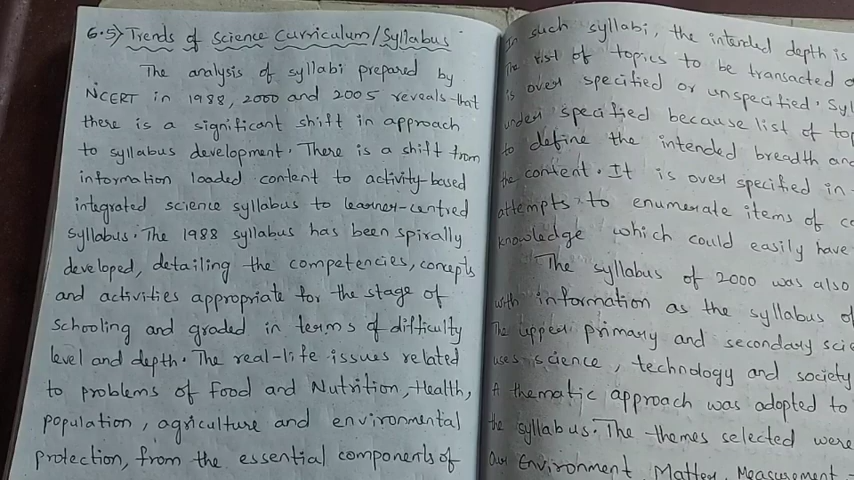 6.5) Trends of Science Curriculum/Syllabus
The analysis of syllabi prepared by
NCERT in 1988, 2000 and 2005 reveals that
there is a significant shift in approach
to syllabus development. There is a shift from
information loaded content to activity-based
integrated science syllabus to learner-centred
syllabus. The 1988 syllabus has been spirally
developed, detailing the competencies, concepts
and activities appropriate for the stage of
schooling and graded in terms of difficulty
level and depth. The real-life issues related
to problems of Food and Nutrition, Health,
population, agriculture and environmental
protection, from the essential components of
In such syllabi, the intended depth is
The list of topics to be transacted
is over specified or unspecified.
under specified because list of
to define the intended breadth and
the content. It is over specified in
attempts to enumerate items of
knowledge which could easily have
The syllabus of 2000 was also
with information as the syllabus
The upper primary and secondary
uses science, technology and society
A thematic approach was adopted to
the syllabus. The themes selected were
Our Environment, Matter, Measurement